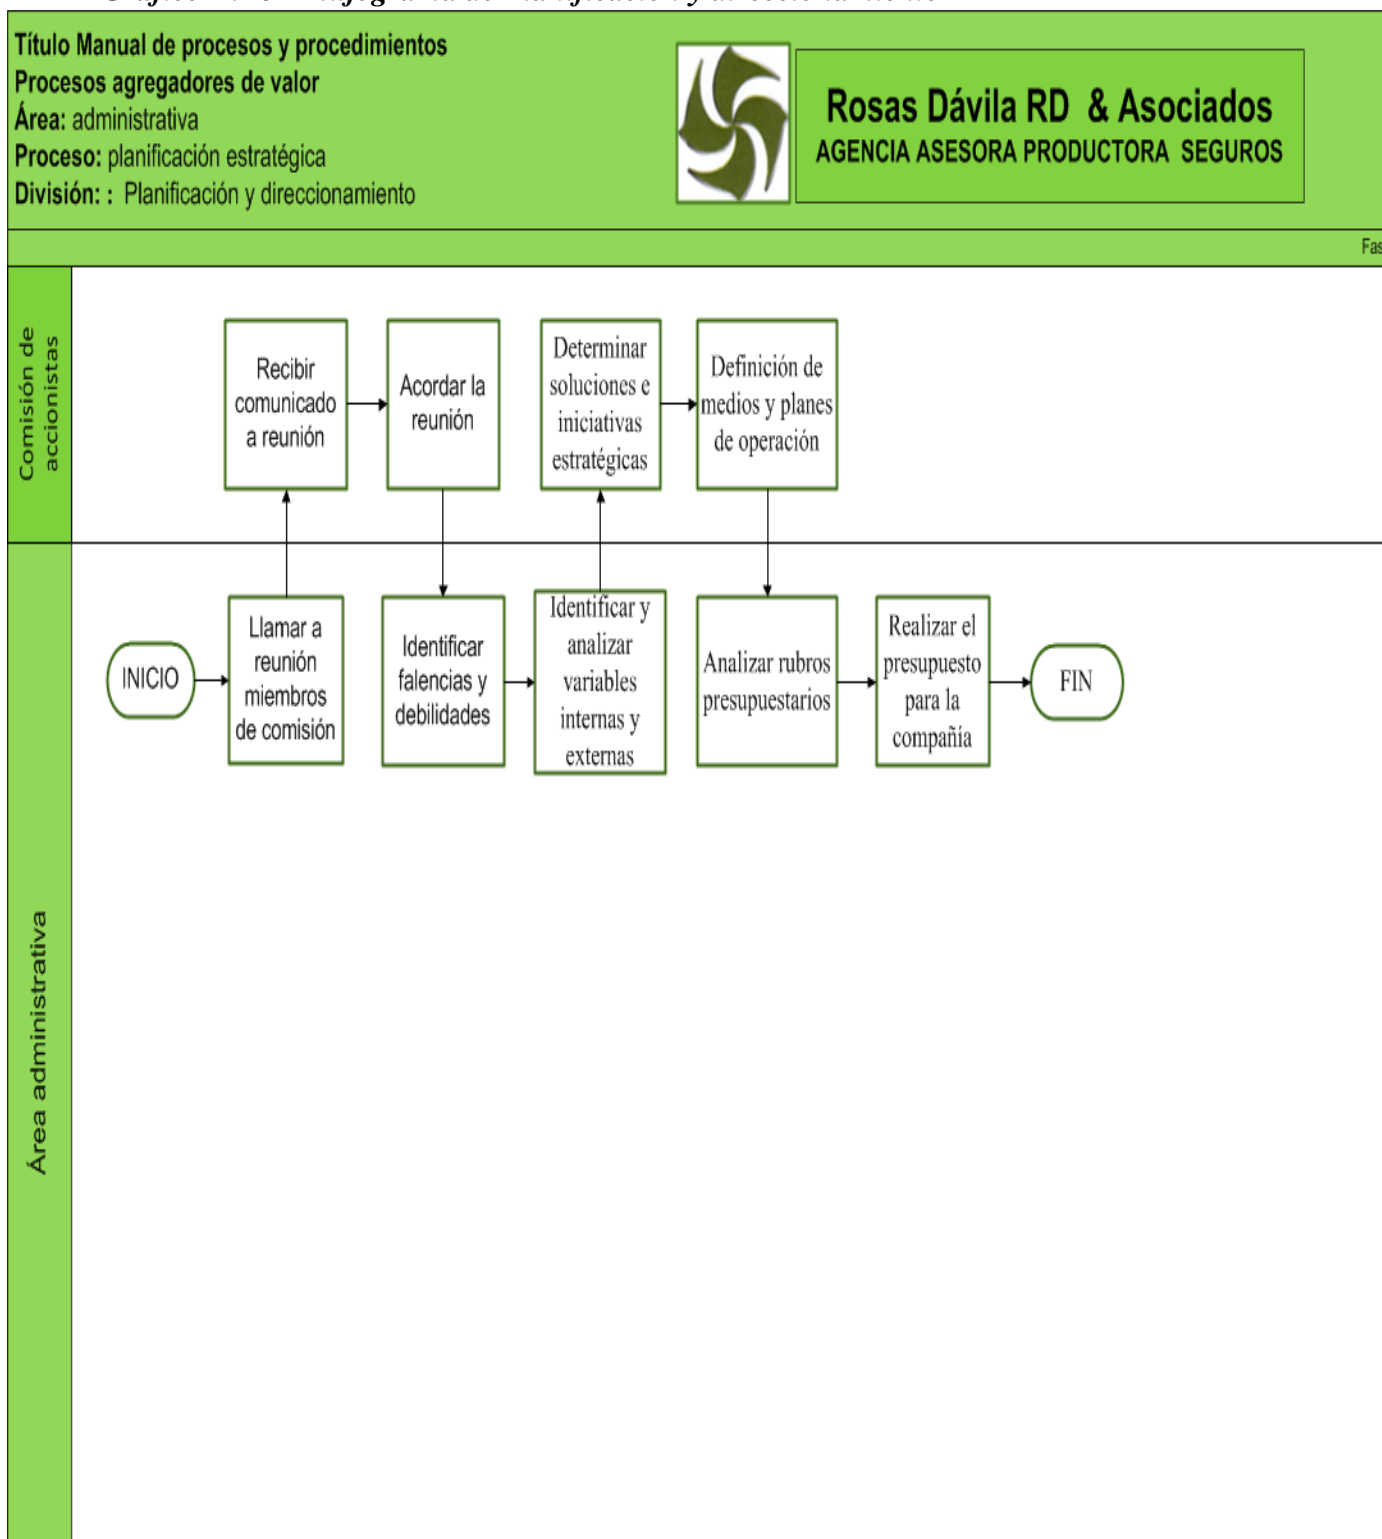 Título Manual de procesos y procedimientos
Procesos agregadores de valor
Área: administrativa
Proceso: planificación estratégica
División: : Planificación y direccionamiento
Rosas Dávila RD & Asociados
AGENCIA ASESORA PRODUCTORA SEGUROS
Fas
Comisión de
accionistas
Recibir
comunicado
a reunión
Acordar la
reunión
Determinar
soluciones e
iniciativas
estratégicas
Definición de
medios y planes
de operación
Área administrativa
INICIO
Llamar a
reunión
miembros
de comisión
Identificar
falencias y
debilidades
Identificar y
analizar
variables
internas y
externas
Analizar rubros
presupuestarios
Realizar el
presupuesto
para la
compañía
FIN